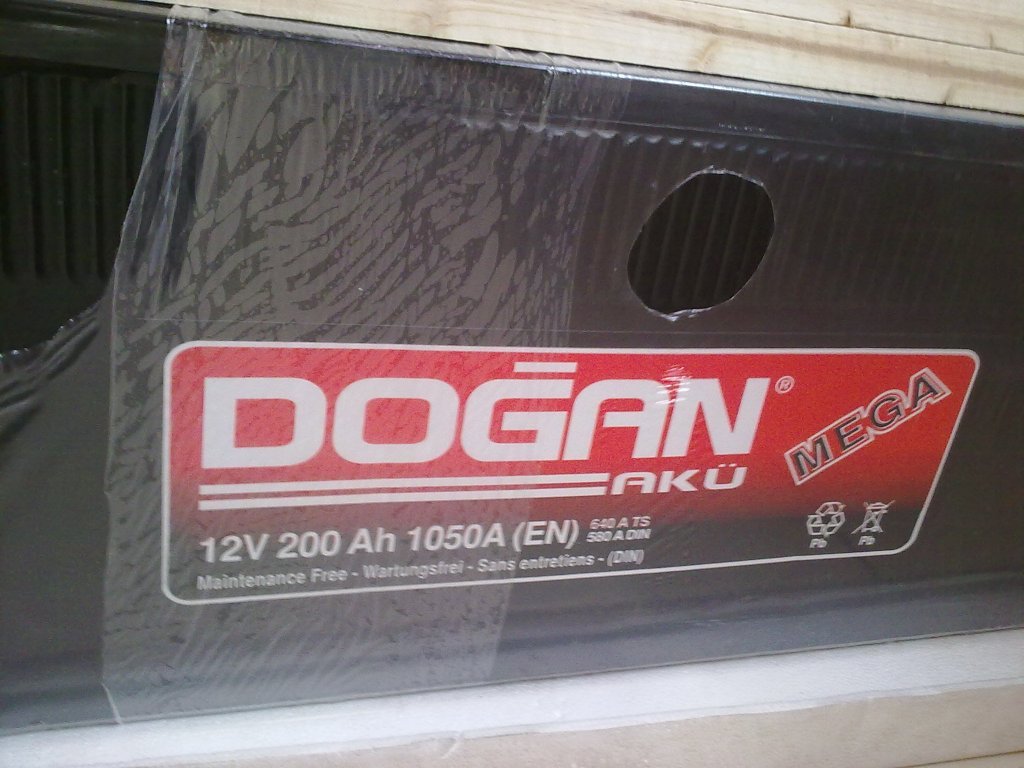 DOĞAN®
AKÜ
MEGA
12V 200 Ah 1050A (EN)
640 A TS
580 A DIN
Maintenance Free - Wartungsfrei - Sans entretiens - (DIN)
Pb
Pb